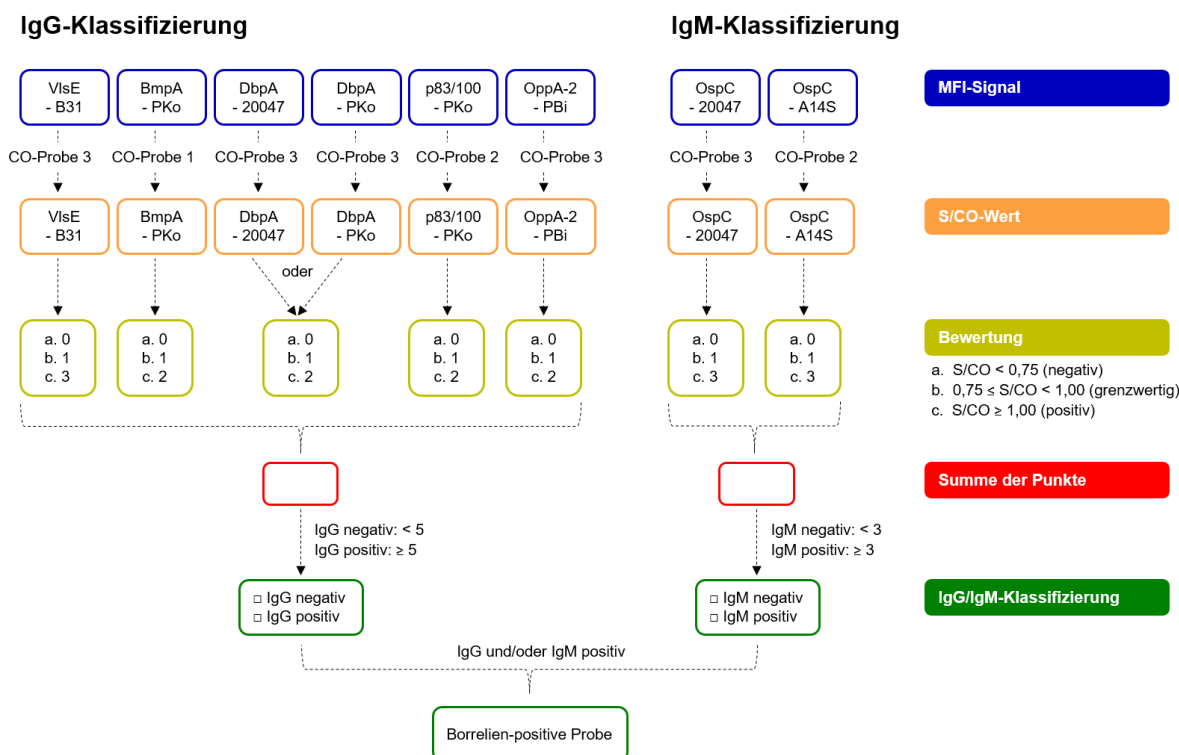 IgG-Klassifizierung
IgM-Klassifizierung
VlsE
- B31
BmpA
- PKo
DbpA
- 20047
DbpA
- PKo
p83/100
- PKo
OppA-2
- PBi
OspC
- 20047
OspC
- A14S
MFI-Signal
CO-Probe 3
CO-Probe 1
CO-Probe 3
CO-Probe 3
CO-Probe 2
CO-Probe 3
CO-Probe 3
CO-Probe 2
VlsE
- B31
BmpA
- PKo
DbpA
- 20047
DbpA
- PKo
p83/100
- PKo
OppA-2
- PBi
OspC
- 20047
OspC
- A14S
S/CO-Wert
oder
a. 0
b. 1
c. 3
a. 0
b. 1
c. 2
a. 0
b. 1
c. 2
a. 0
b. 1
c. 2
a. 0
b. 1
c. 2
a. 0
b. 1
c. 3
a. 0
b. 1
c. 3
Bewertung
a. S/CO < 0,75 (negativ)
b. 0,75 ≤ S/CO < 1,00 (grenzwertig)
c. S/CO ≥ 1,00 (positiv)
Summe der Punkte
IgG negativ: < 5
IgG positiv: ≥ 5
IgM negativ: < 3
IgM positiv: ≥ 3
□ IgG negativ
□ IgG positiv
□ IgM negativ
□ IgM positiv
IgG/IgM-Klassifizierung
IgG und/oder IgM positiv
Borrelien-positive Probe